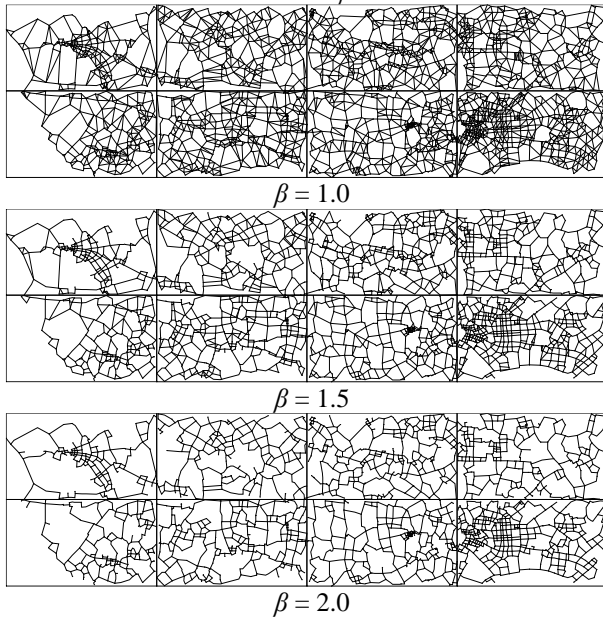 β = 1.0
β = 1.5
β = 2.0